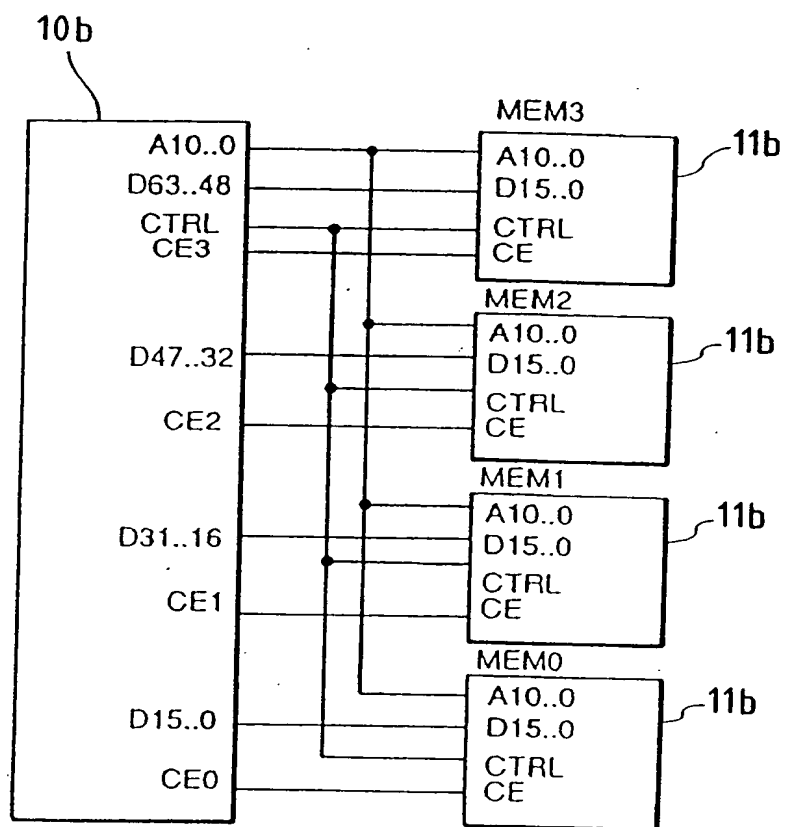 10b
A10..0
D63..48
CTRL
CE3
D47..32
CE2
D31..16
CE1
D15..0
CE0
MEM3
11b
A10..0
D15..0
CTRL
CE
MEM2
11b
A10..0
D15..0
CTRL
CE
MEM1
11b
A10..0
D15..0
CTRL
CE
MEM0
11b
A10..0
D15..0
CTRL
CE